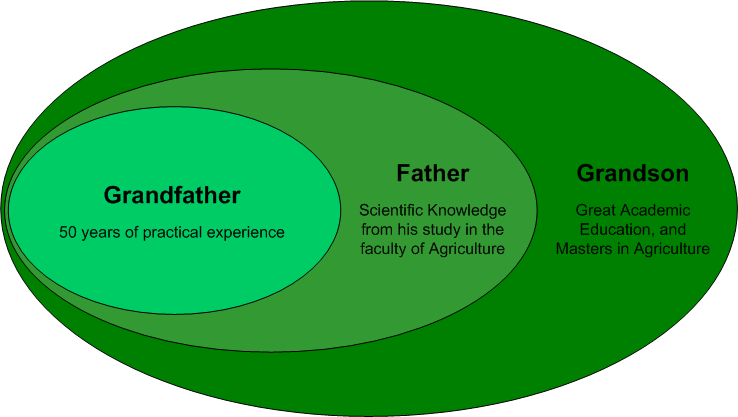 Grandfather
50 years of practical experience
Father
Scientific Knowledge
from his study in the
faculty of Agriculture
Grandson
Great Academic
Education, and
Masters in Agriculture